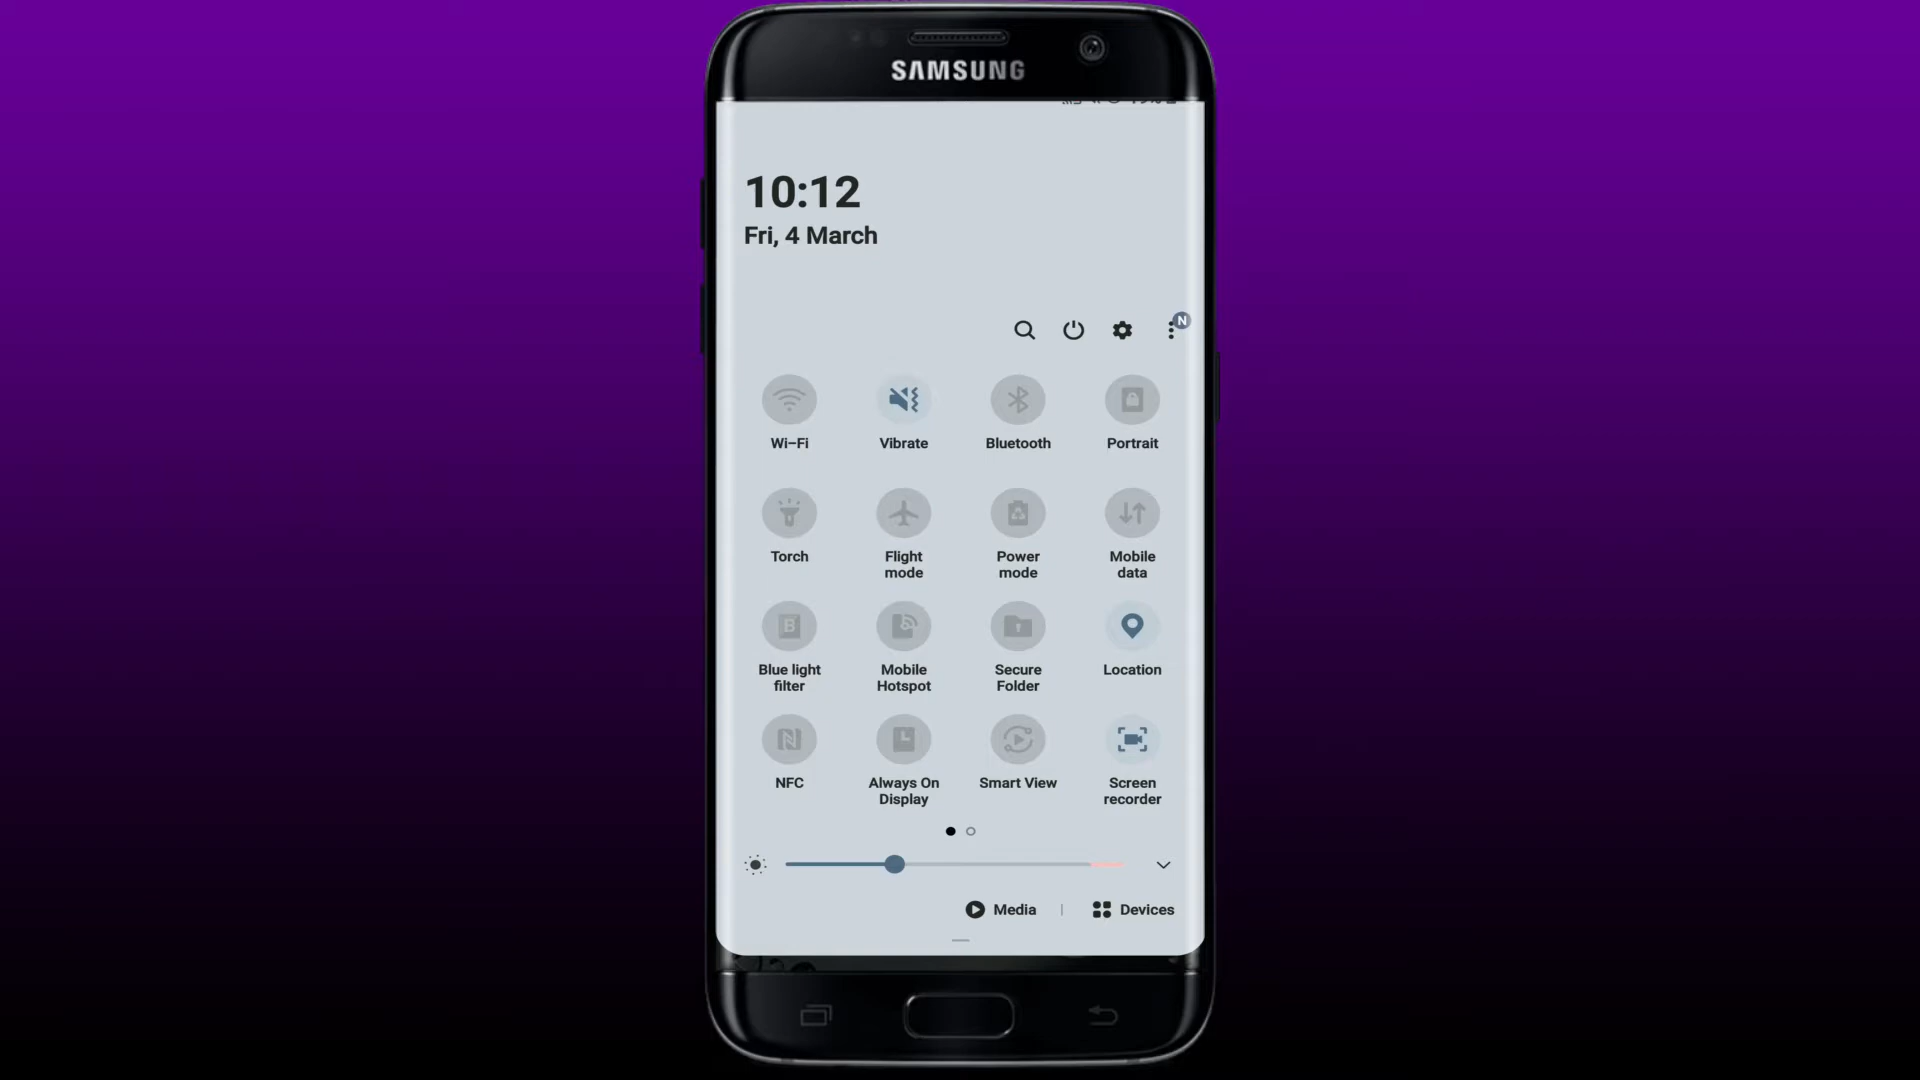 SAMSUNG
10:12
Fri, 4 March
N
Wi-Fi
Vibrate
Bluetooth
Portrait
Torch
Flight
mode
Power
mode
Mobile
data
B
Blue light
filter
Mobile
Hotspot
Secure
Folder
Location
NFC
Always On
Display
Smart View
Screen
recorder
Media | Devices